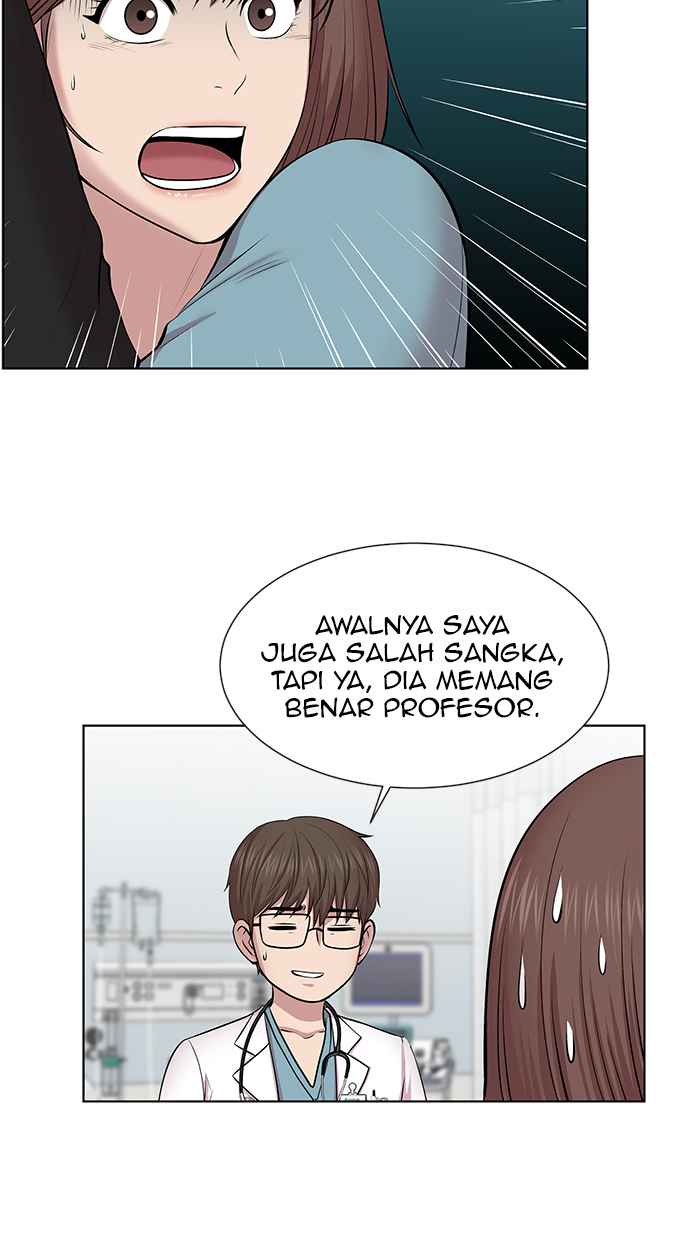 AWALNYA SAYA
JUGA SALAH SANGKA,
TAPI YA, DIA MEMANG
BENAR PROFESOR.